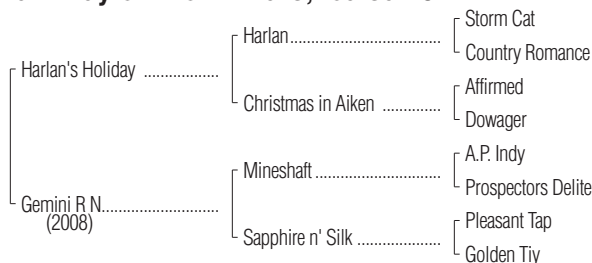 Storm Cat
Harlan
Country Romance
Harlan's Holiday
Affirmed
Christmas in Aiken
Dowager
A.P. Indy
Mineshaft
Prospectors Delite
Gemini R N
(2008)
Pleasant Tap
Sapphire n' Silk
Golden Tiy